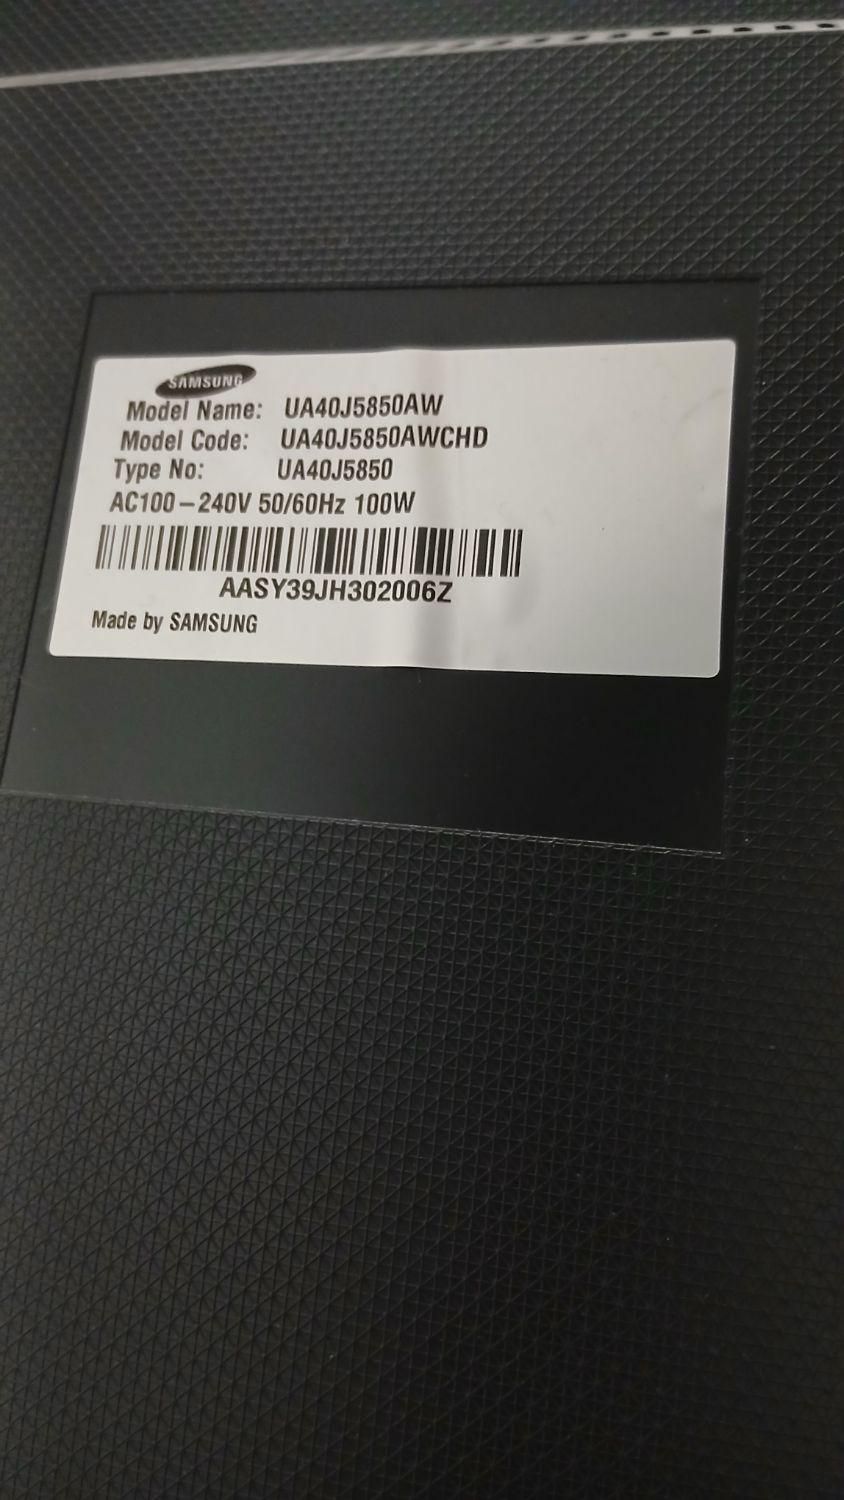 SAMSUNG
Model Name: UA40J5850AW
Model Code: UA40J5850AWCHD
Type No: UA40J5850
AC100-240V 50/60Hz 100W
AASY39JH302006Z
Made by SAMSUNG